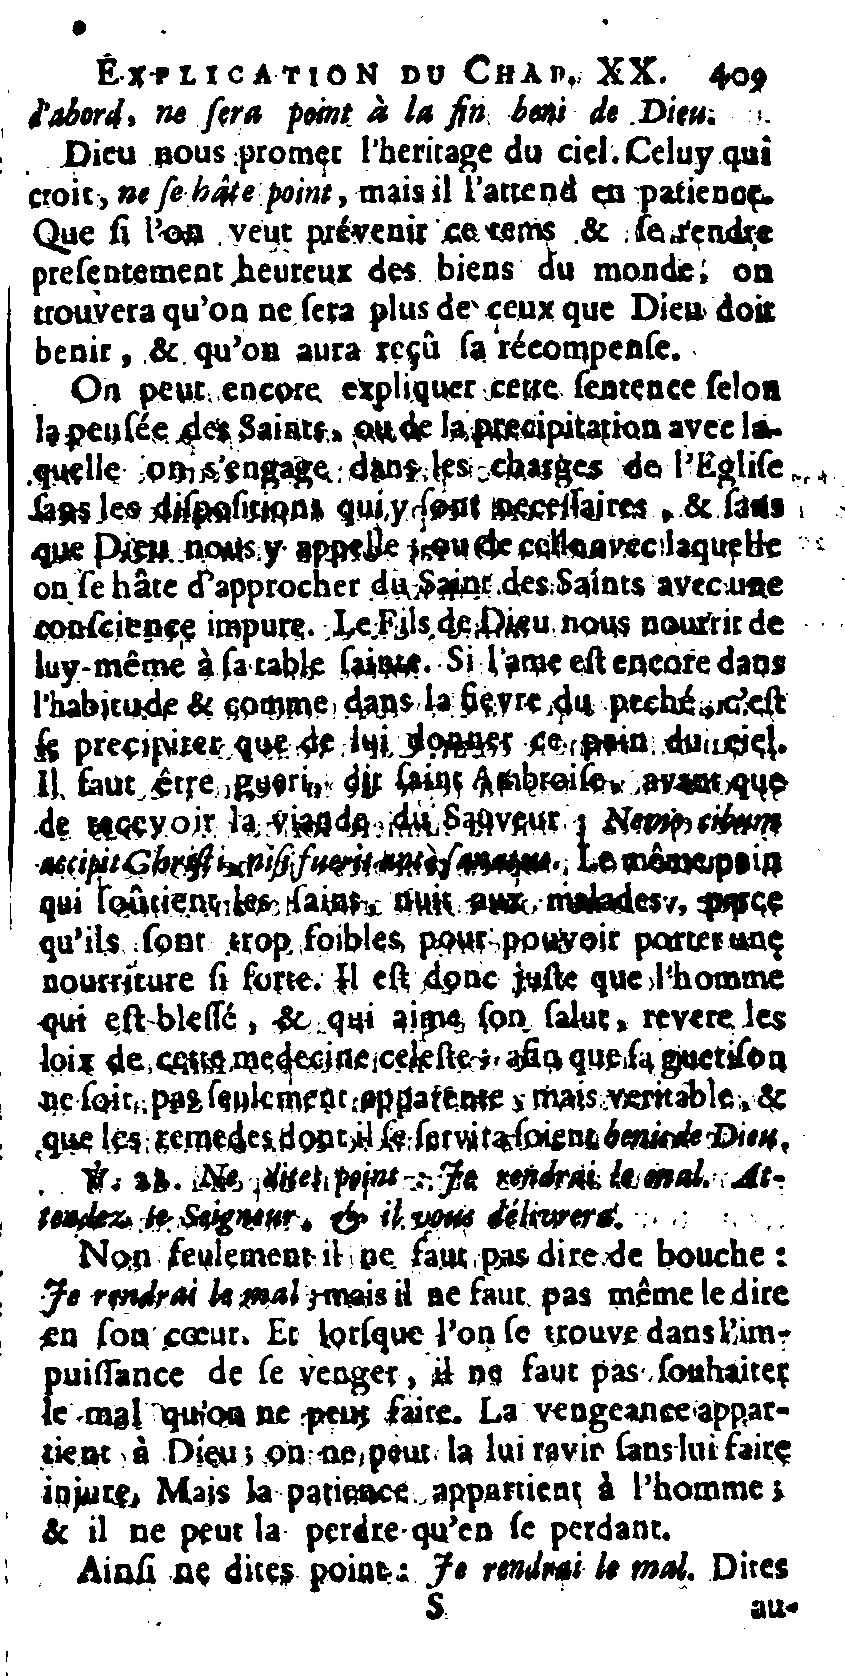 EXPLICATION DU CHAP. XX. 409
d'abord, ne ſera point à la fin beni de Dieu.
Dieu nous promet l'heritage du ciel. Celuy qui
croit, ne ſe hâte point, mais il l'attend en patience.
Que ſi l'on veut prévenir ce tems & ſe rendre
preſentement heureux des biens du monde, on
trouvera qu'on ne ſera plus de ceux que Dieu doit
benir, & qu'on aura reçû ſa récompenſe.
On peut encore expliquer cette ſentence ſelon
la penſée des Saints, ou de la precipitation avec la-
quelle on s'engage dans les charges de l'Egliſe
ſans les diſpoſitions qui y ſont neceſſaires, & ſans
que Dieu nous y appelle ; ou de celle avec laquelle
on ſe hâte d'approcher du Saint des Saints avec une
conſcience impure. Le Fils de Dieu nous nourrit de
luy-même à ſa table ſainte. Si l'ame eſt encore dans
l'habitude & comme dans la fievre du peché, c'eſt
ſe precipiter que de lui donner ce pain du ciel.
Il faut être gueri, dit ſaint Ambroiſe, avant que
de recevoir la viande du Sauveur ; Nemo cibum
accipit Chriſti, niſi fuerit antè ſanatus. Le même pain
qui ſoûtient les ſains, nuit aux malades, parce
qu'ils ſont trop foibles pour pouvoir porter une
nourriture ſi forte. Il eſt donc juſte que l'homme
qui eſt bleſſé, & qui aime ſon ſalut, revere les
loix de cette medecine celeſte ; afin que ſa gueriſon
ne ſoit pas ſeulement apparente, mais veritable, &
que les remedes dont il ſe ſervira ſoient benis de Dieu.
℣. 22. Ne dites point : Je rendrai le mal. At-
tendez le Seigneur, & il vous délivrera.
Non ſeulement il ne faut pas dire de bouche :
Je rendrai le mal ; mais il ne faut pas même le dire
en ſon cœur. Et lorſque l'on ſe trouve dans l'im-
puiſſance de ſe venger, il ne faut pas ſouhaiter
le mal qu'on ne peut faire. La vengeance appar-
tient à Dieu ; on ne peut la lui ravir ſans lui faire
injure. Mais la patience appartient à l'homme ;
& il ne peut la perdre qu'en ſe perdant.
Ainſi ne dites point : Je rendrai le mal. Dites
S au-